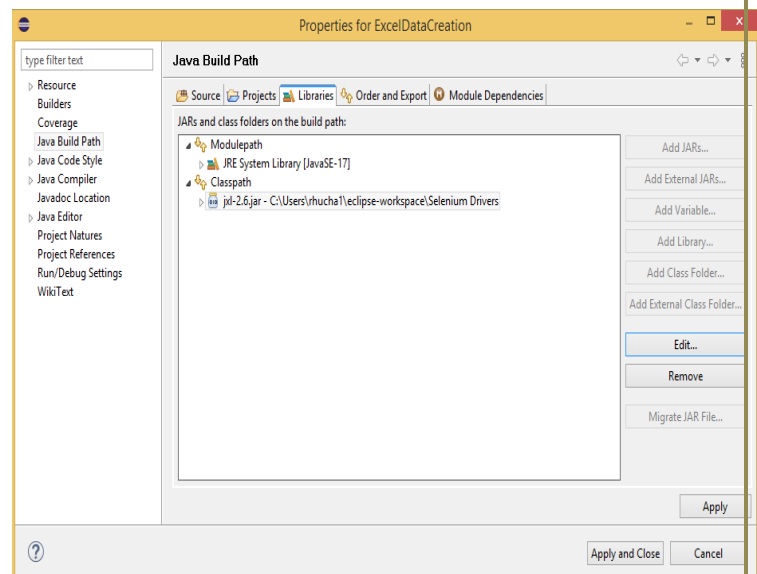 Properties for ExcelDataCreation
type filter text
Resource
Builders
Coverage
Java Build Path
Java Code Style
Java Compiler
Javadoc Location
Java Editor
Project Natures
Project References
Run/Debug Settings
WikiText
Java Build Path
Source Projects Libraries Order and Export Module Dependencies
JARs and class folders on the build path:
Modulepath
JRE System Library [JavaSE-17]
Classpath
jxl-2.6.jar - C:\Users\rhucha1\eclipse-workspace\Selenium Drivers
Add JARs...
Add External JARs...
Add Variable...
Add Library...
Add Class Folder...
Add External Class Folder...
Edit...
Remove
Migrate JAR File...
Apply
Apply and Close Cancel